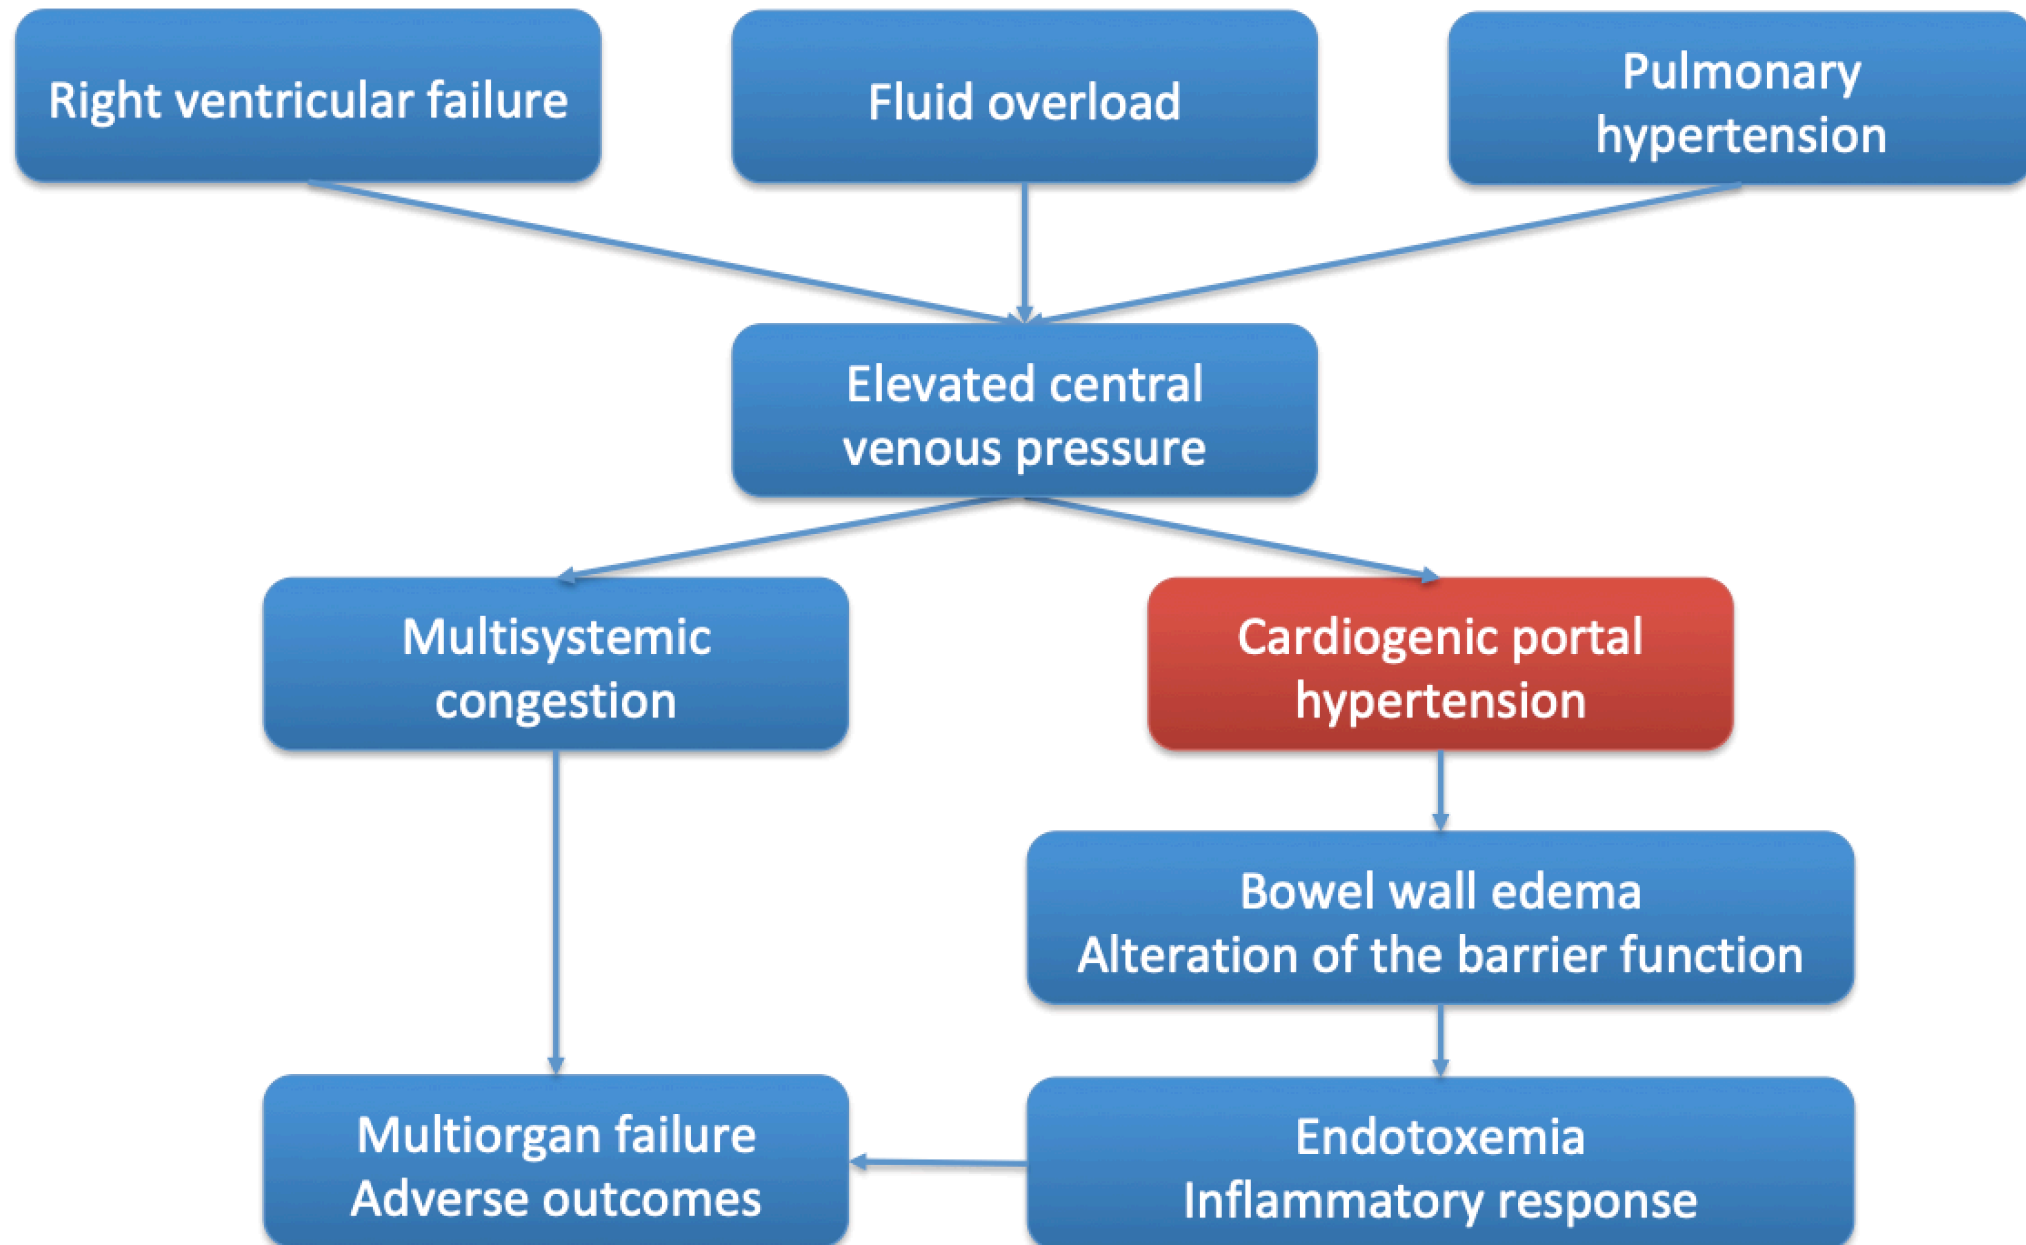 Right ventricular failure
Fluid overload
Pulmonary
hypertension
Elevated central
venous pressure
Multisystemic
congestion
Cardiogenic portal
hypertension
Bowel wall edema
Alteration of the barrier function
Multiorgan failure
Adverse outcomes
Endotoxemia
Inflammatory response